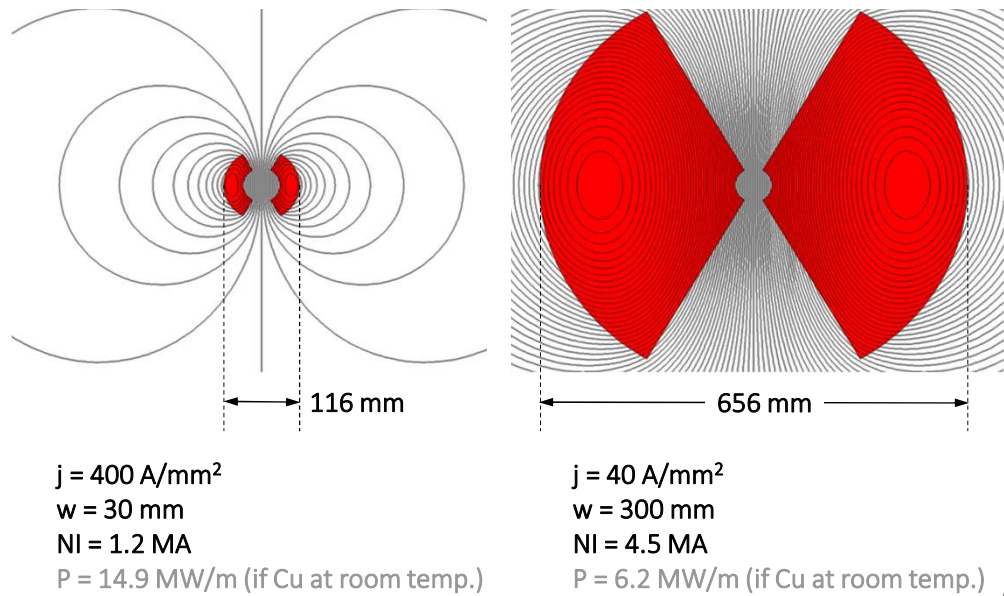 116 mm
656 mm
j = 400 A/mm²
w = 30 mm
NI = 1.2 MA
P = 14.9 MW/m (if Cu at room temp.)
j = 40 A/mm²
w = 300 mm
NI = 4.5 MA
P = 6.2 MW/m (if Cu at room temp.)